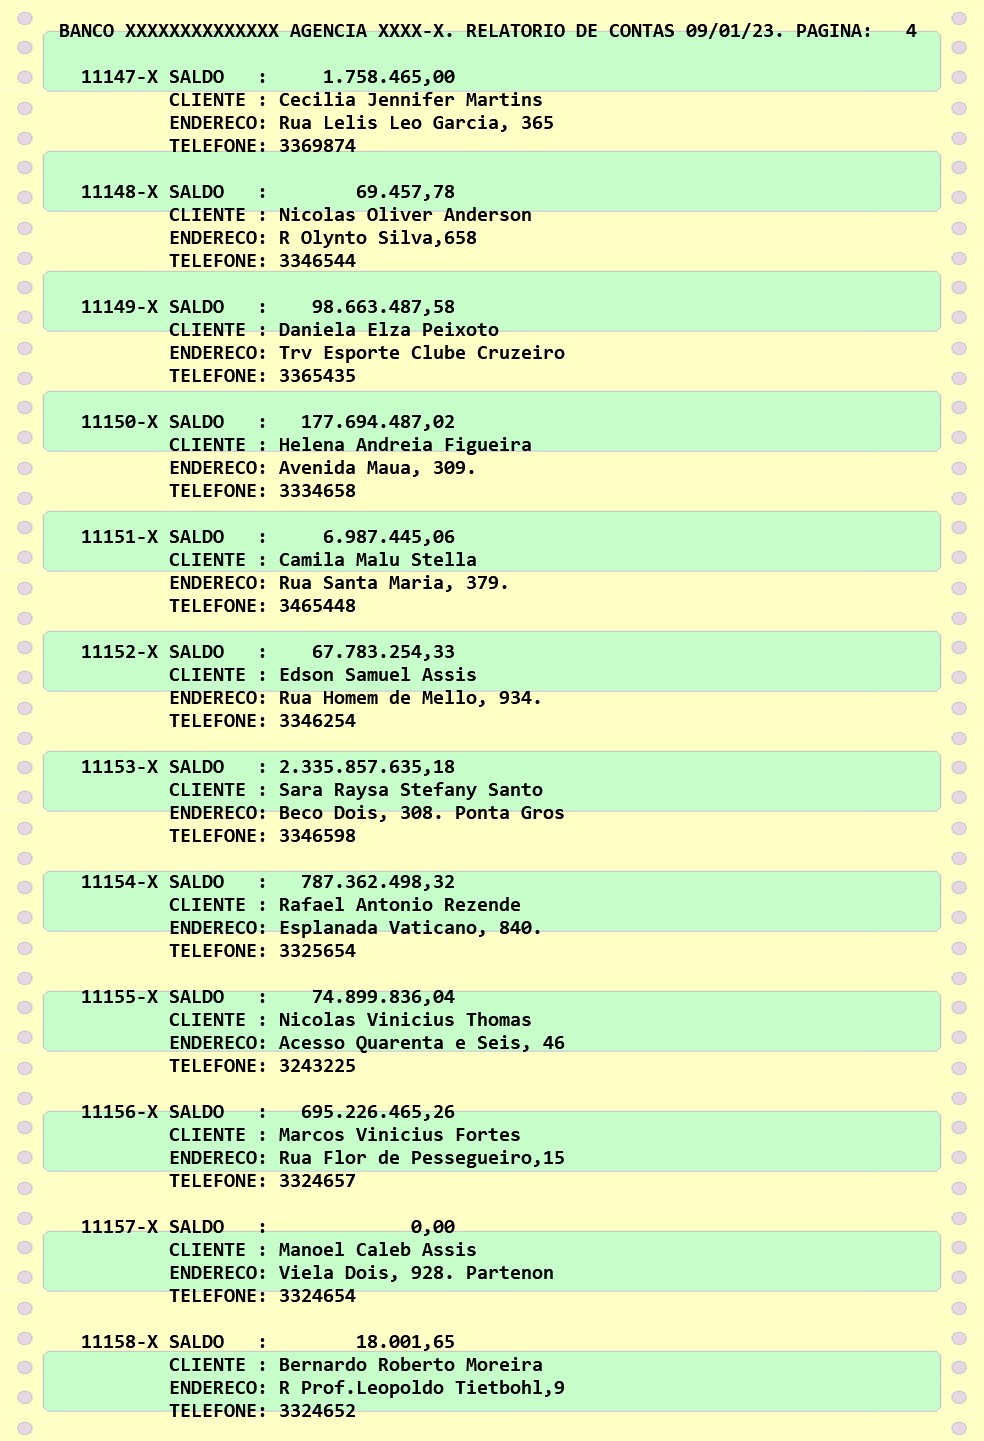 BANCO XXXXXXXXXXXXXX AGENCIA XXXX-X. RELATORIO DE CONTAS 09/01/23. PAGINA:   4
11147-X SALDO   :     1.758.465,00
CLIENTE : Cecilia Jennifer Martins
ENDERECO: Rua Lelis Leo Garcia, 365
TELEFONE: 3369874
11148-X SALDO   :        69.457,78
CLIENTE : Nicolas Oliver Anderson
ENDERECO: R Olynto Silva,658
TELEFONE: 3346544
11149-X SALDO   :    98.663.487,58
CLIENTE : Daniela Elza Peixoto
ENDERECO: Trv Esporte Clube Cruzeiro
TELEFONE: 3365435
11150-X SALDO   :   177.694.487,02
CLIENTE : Helena Andreia Figueira
ENDERECO: Avenida Maua, 309.
TELEFONE: 3334658
11151-X SALDO   :     6.987.445,06
CLIENTE : Camila Malu Stella
ENDERECO: Rua Santa Maria, 379.
TELEFONE: 3465448
11152-X SALDO   :    67.783.254,33
CLIENTE : Edson Samuel Assis
ENDERECO: Rua Homem de Mello, 934.
TELEFONE: 3346254
11153-X SALDO   : 2.335.857.635,18
CLIENTE : Sara Raysa Stefany Santo
ENDERECO: Beco Dois, 308. Ponta Gros
TELEFONE: 3346598
11154-X SALDO   :   787.362.498,32
CLIENTE : Rafael Antonio Rezende
ENDERECO: Esplanada Vaticano, 840.
TELEFONE: 3325654
11155-X SALDO   :    74.899.836,04
CLIENTE : Nicolas Vinicius Thomas
ENDERECO: Acesso Quarenta e Seis, 46
TELEFONE: 3243225
11156-X SALDO   :   695.226.465,26
CLIENTE : Marcos Vinicius Fortes
ENDERECO: Rua Flor de Pessegueiro,15
TELEFONE: 3324657
11157-X SALDO   :             0,00
CLIENTE : Manoel Caleb Assis
ENDERECO: Viela Dois, 928. Partenon
TELEFONE: 3324654
11158-X SALDO   :        18.001,65
CLIENTE : Bernardo Roberto Moreira
ENDERECO: R Prof.Leopoldo Tietbohl,9
TELEFONE: 3324652